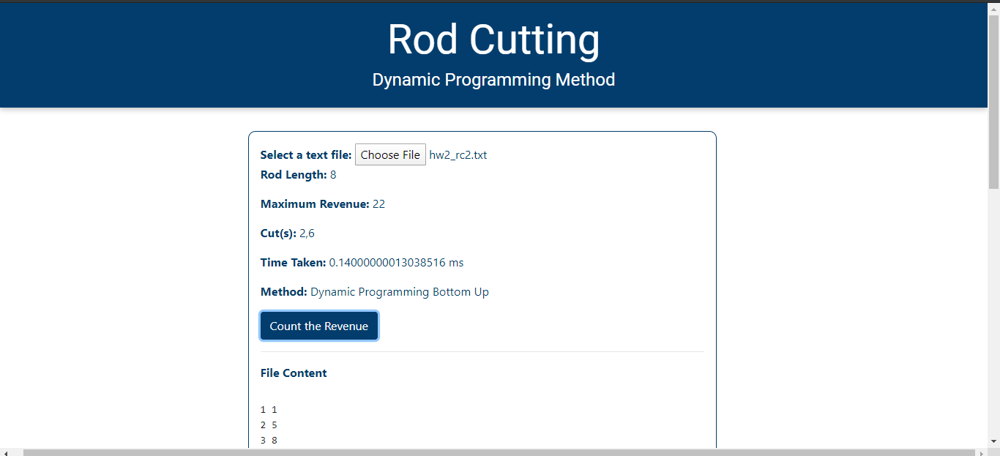 Rod Cutting
Dynamic Programming Method
Select a text file: Choose File hw2_rc2.txt
Rod Length: 8
Maximum Revenue: 22
Cut(s): 2,6
Time Taken: 0.14000000013038516 ms
Method: Dynamic Programming Bottom Up
Count the Revenue
File Content
1 1
2 5
3 8